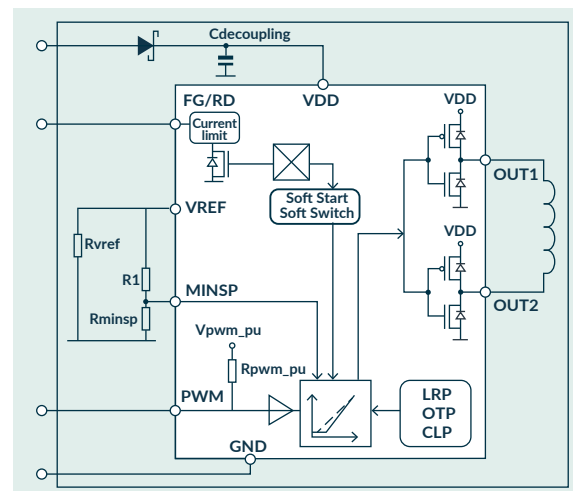 Cdecoupling
FG/RD
VDD
VDD
Current
limit
OUT1
Soft Start
Soft Switch
VREF
VDD
Rvref
R1
MINSP
OUT2
Rminsp
Vpwm_pu
Rpwm_pu
PWM
LRP
OTP
CLP
GND